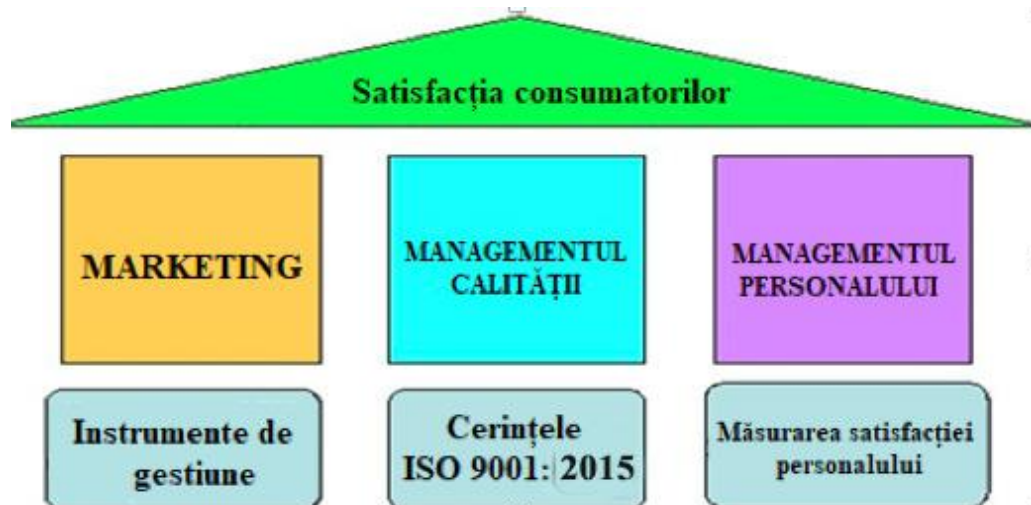 Satisfacția consumatorilor
MARKETING
MANAGEMENTUL
CALITĂȚII
MANAGEMENTUL
PERSONALULUI
Instrumente de
gestiune
Cerințele
ISO 9001: 2015
Măsurarea satisfacției
personalului